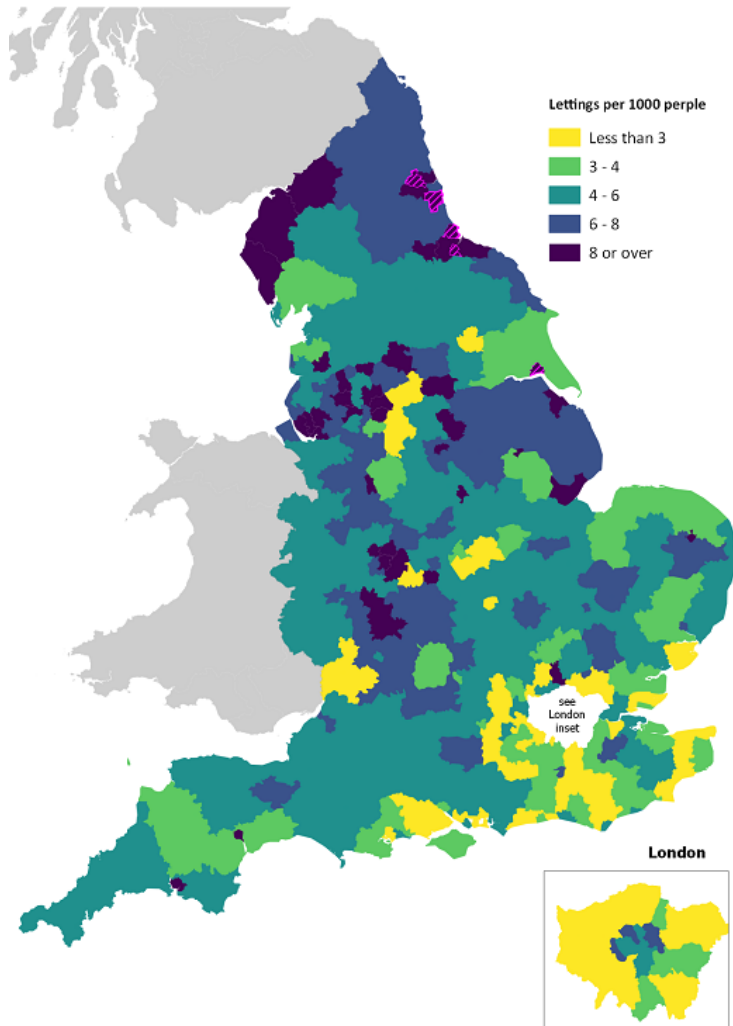 Lettings per 1000 perple
Less than 3
3 - 4
4 - 6
6 - 8
8 or over
see
London
inset
London